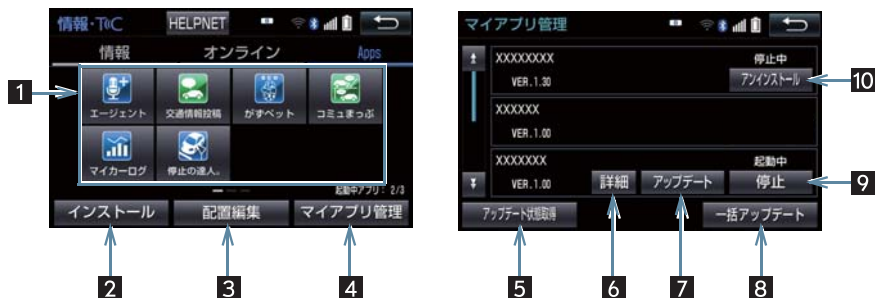 情報・T@C
HELPNET
情報 オンライン Apps
エージェント 交通情報投稿 がずぺット コミュまっぷ
マイカーログ 停止の達人。
起動中アプリ: 2/3
インストール 配置編集 マイアプリ管理
1
2 3 4
マイアプリ管理
XXXXXXXX 停止中
VER.1.30 アンインストール
XXXXXX
VER.1.00
XXXXXXX 起動中
VER.1.00 詳細 アップデート 停止
アップデート状態取得 一括アップデート
10
9
5 6 7 8